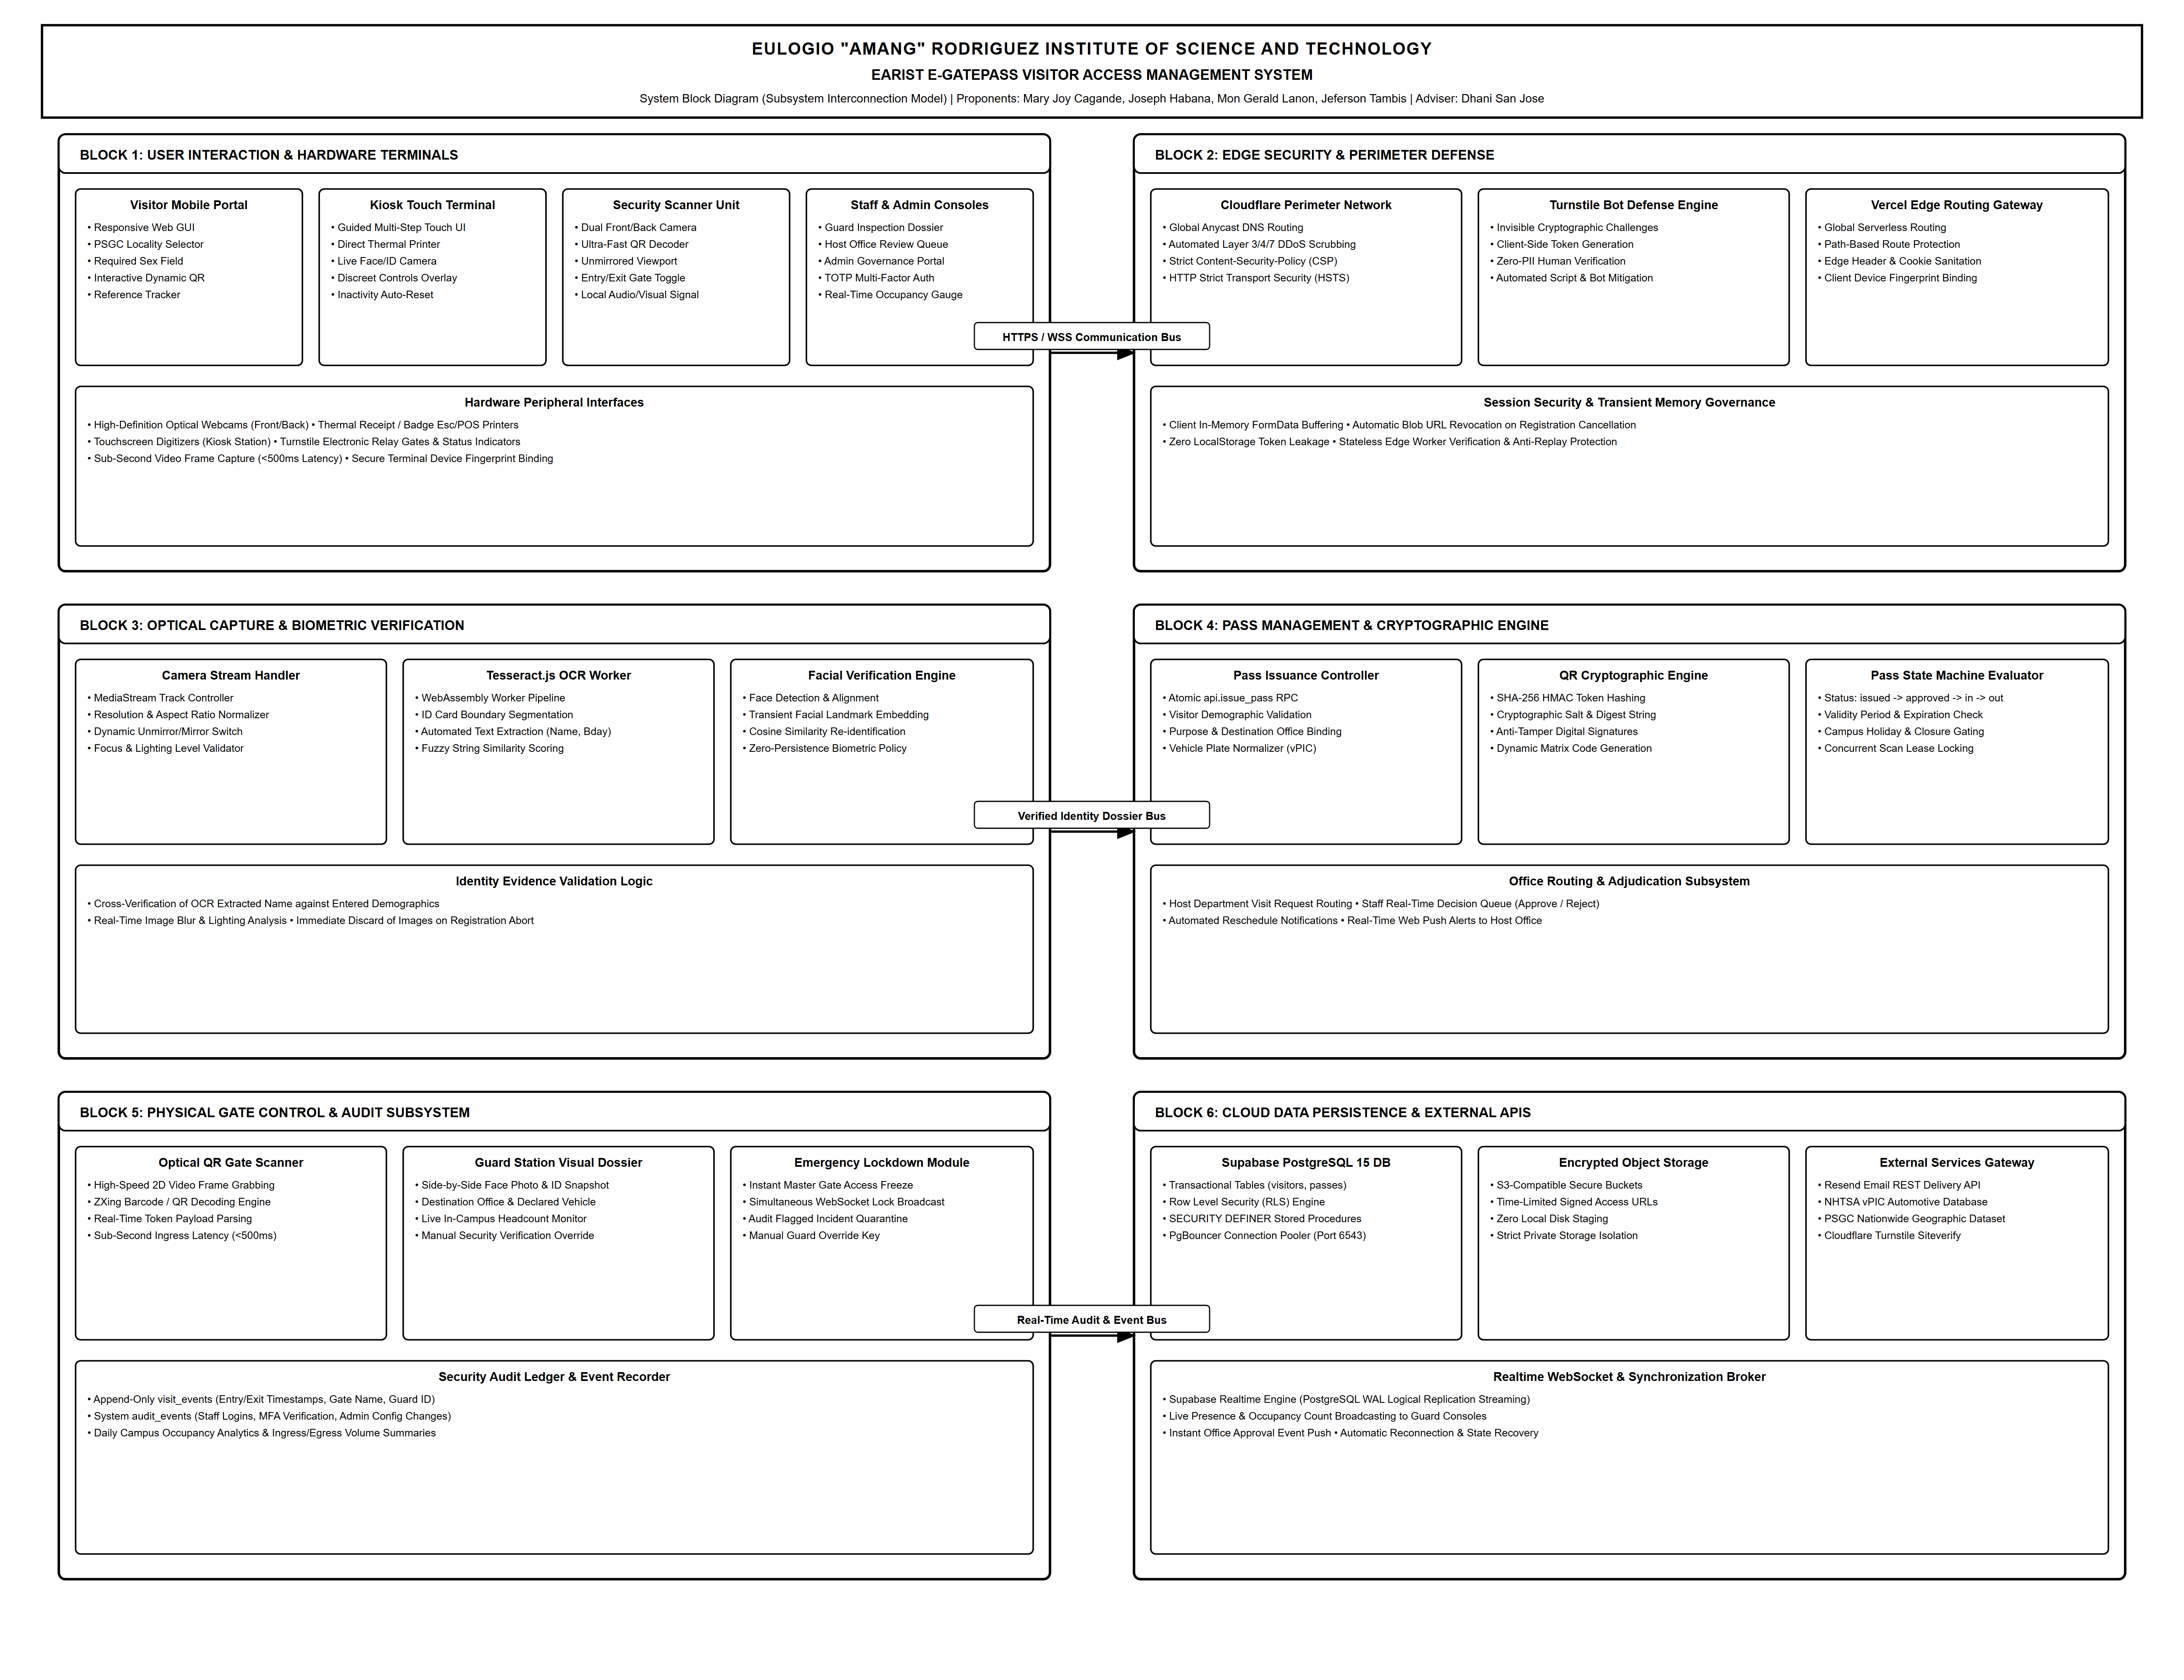 EULOGIO "AMANG" RODRIGUEZ INSTITUTE OF SCIENCE AND TECHNOLOGY
EARIST E-GATEPASS VISITOR ACCESS MANAGEMENT SYSTEM
System Block Diagram (Subsystem Interconnection Model) | Proponents: Mary Joy Cagande, Joseph Habana, Mon Gerald Lanon, Jeferson Tambis | Adviser: Dhani San Jose
BLOCK 1: USER INTERACTION & HARDWARE TERMINALS
Visitor Mobile Portal
• Responsive Web GUI
• PSGC Locality Selector
• Required Sex Field
• Interactive Dynamic QR
• Reference Tracker
Kiosk Touch Terminal
• Guided Multi-Step Touch UI
• Direct Thermal Printer
• Live Face/ID Camera
• Discreet Controls Overlay
• Inactivity Auto-Reset
Security Scanner Unit
• Dual Front/Back Camera
• Ultra-Fast QR Decoder
• Unmirrored Viewport
• Entry/Exit Gate Toggle
• Local Audio/Visual Signal
Staff & Admin Consoles
• Guard Inspection Dossier
• Host Office Review Queue
• Admin Governance Portal
• TOTP Multi-Factor Auth
• Real-Time Occupancy Gauge
Hardware Peripheral Interfaces
• High-Definition Optical Webcams (Front/Back) • Thermal Receipt / Badge Esc/POS Printers
• Touchscreen Digitizers (Kiosk Station) • Turnstile Electronic Relay Gates & Status Indicators
• Sub-Second Video Frame Capture (<500ms Latency) • Secure Terminal Device Fingerprint Binding
HTTPS / WSS Communication Bus
BLOCK 2: EDGE SECURITY & PERIMETER DEFENSE
Cloudflare Perimeter Network
• Global Anycast DNS Routing
• Automated Layer 3/4/7 DDoS Scrubbing
• Strict Content-Security-Policy (CSP)
• HTTP Strict Transport Security (HSTS)
Turnstile Bot Defense Engine
• Invisible Cryptographic Challenges
• Client-Side Token Generation
• Zero-PII Human Verification
• Automated Script & Bot Mitigation
Vercel Edge Routing Gateway
• Global Serverless Routing
• Path-Based Route Protection
• Edge Header & Cookie Sanitation
• Client Device Fingerprint Binding
Session Security & Transient Memory Governance
• Client In-Memory FormData Buffering • Automatic Blob URL Revocation on Registration Cancellation
• Zero LocalStorage Token Leakage • Stateless Edge Worker Verification & Anti-Replay Protection
BLOCK 3: OPTICAL CAPTURE & BIOMETRIC VERIFICATION
Camera Stream Handler
• MediaStream Track Controller
• Resolution & Aspect Ratio Normalizer
• Dynamic Unmirror/Mirror Switch
• Focus & Lighting Level Validator
Tesseract.js OCR Worker
• WebAssembly Worker Pipeline
• ID Card Boundary Segmentation
• Automated Text Extraction (Name, Bday)
• Fuzzy String Similarity Scoring
Facial Verification Engine
• Face Detection & Alignment
• Transient Facial Landmark Embedding
• Cosine Similarity Re-identification
• Zero-Persistence Biometric Policy
Identity Evidence Validation Logic
• Cross-Verification of OCR Extracted Name against Entered Demographics
• Real-Time Image Blur & Lighting Analysis • Immediate Discard of Images on Registration Abort
Verified Identity Dossier Bus
BLOCK 4: PASS MANAGEMENT & CRYPTOGRAPHIC ENGINE
Pass Issuance Controller
• Atomic api.issue_pass RPC
• Visitor Demographic Validation
• Purpose & Destination Office Binding
• Vehicle Plate Normalizer (vPIC)
QR Cryptographic Engine
• SHA-256 HMAC Token Hashing
• Cryptographic Salt & Digest String
• Anti-Tamper Digital Signatures
• Dynamic Matrix Code Generation
Pass State Machine Evaluator
• Status: issued -> approved -> in -> out
• Validity Period & Expiration Check
• Campus Holiday & Closure Gating
• Concurrent Scan Lease Locking
Office Routing & Adjudication Subsystem
• Host Department Visit Request Routing • Staff Real-Time Decision Queue (Approve / Reject)
• Automated Reschedule Notifications • Real-Time Web Push Alerts to Host Office
BLOCK 5: PHYSICAL GATE CONTROL & AUDIT SUBSYSTEM
Optical QR Gate Scanner
• High-Speed 2D Video Frame Grabbing
• ZXing Barcode / QR Decoding Engine
• Real-Time Token Payload Parsing
• Sub-Second Ingress Latency (<500ms)
Guard Station Visual Dossier
• Side-by-Side Face Photo & ID Snapshot
• Destination Office & Declared Vehicle
• Live In-Campus Headcount Monitor
• Manual Security Verification Override
Emergency Lockdown Module
• Instant Master Gate Access Freeze
• Simultaneous WebSocket Lock Broadcast
• Audit Flagged Incident Quarantine
• Manual Guard Override Key
Security Audit Ledger & Event Recorder
• Append-Only visit_events (Entry/Exit Timestamps, Gate Name, Guard ID)
• System audit_events (Staff Logins, MFA Verification, Admin Config Changes)
• Daily Campus Occupancy Analytics & Ingress/Egress Volume Summaries
Real-Time Audit & Event Bus
BLOCK 6: CLOUD DATA PERSISTENCE & EXTERNAL APIS
Supabase PostgreSQL 15 DB
• Transactional Tables (visitors, passes)
• Row Level Security (RLS) Engine
• SECURITY DEFINER Stored Procedures
• PgBouncer Connection Pooler (Port 6543)
Encrypted Object Storage
• S3-Compatible Secure Buckets
• Time-Limited Signed Access URLs
• Zero Local Disk Staging
• Strict Private Storage Isolation
External Services Gateway
• Resend Email REST Delivery API
• NHTSA vPIC Automotive Database
• PSGC Nationwide Geographic Dataset
• Cloudflare Turnstile Siteverify
Realtime WebSocket & Synchronization Broker
• Supabase Realtime Engine (PostgreSQL WAL Logical Replication Streaming)
• Live Presence & Occupancy Count Broadcasting to Guard Consoles
• Instant Office Approval Event Push • Automatic Reconnection & State Recovery